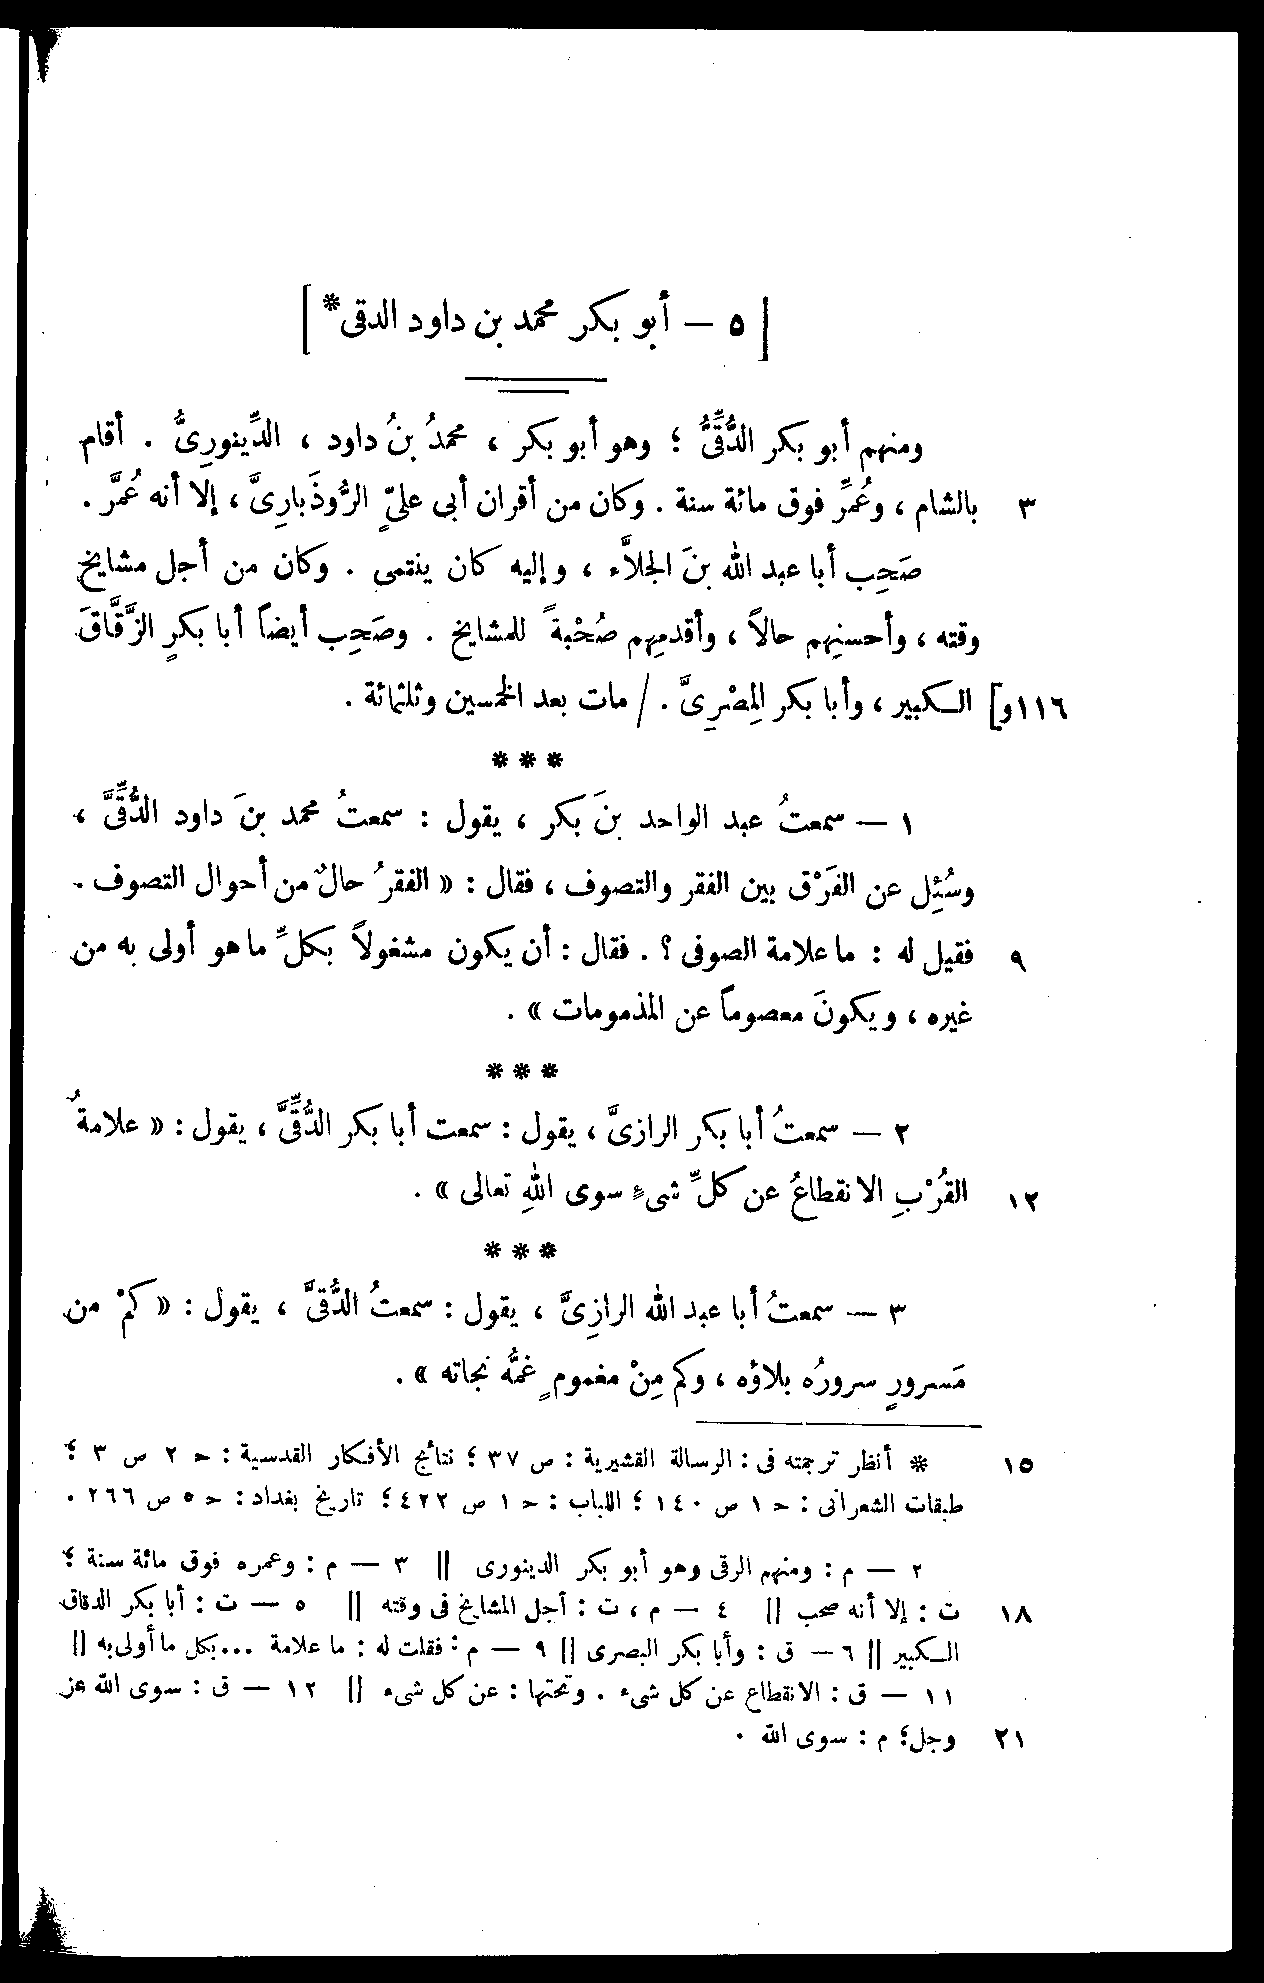 [ ٥ — أبو بكر محمد بن داود الدقى* ]
ومنهم أبو بكر الدُّقِّىُّ ؛ وهو أبو بكر ، محمدُ بنُ داود ، الدِّينورِىُّ . أقام
٣ بالشام ، وعُمِّر فوق مائة سنة . وكان من أقران أبى علىٍّ الرُّوذَبارِىَّ ، إلا أنه عُمَّر .
صَحِب أبا عبد الله بنَ الجلاَّء ، وإليه كان ينتمى . وكان من أجل مشايخ
وقته ، وأحسنِهم حالاً ، وأقدمِهم صُحْبةً للمشايخ . وصَحِب أيضاً أبا بكرٍ الزَّقَّاقَ
١١٦و] الكبير ، وأبا بكر المِصْرِىَّ . / مات بعد الخمسين وثلثمائة .
* * *
١ — سمعتُ عبد الواحد بنَ بكر ، يقول : سمعتُ محمد بنَ داود الدُّقِّىَّ ،
وسُئِل عن الفَرْق بين الفقر والتصوف ، فقال : « الفقرُ حالٌ من أحوال التصوف .
٩ فقيل له : ما علامة الصوفى ؟ . فقال : أن يكون مشغولاً بكلِّ ما هو أولى به من
غيره ، ويكونَ معصوماً عن المذمومات » .
* * *
٢ — سمعتُ أبا بكر الرازىَّ ، يقول : سمعت أبا بكر الدُّقِّىَّ ، يقول : « علامةُ
١٢ القُرْبِ الانقطاعُ عن كلِّ شىءٍ سوى اللهِ تعالى » .
* * *
٣ — سمعتُ أبا عبد الله الرازِىَّ ، يقول : سمعتُ الدُّقىَّ ، يقول : « كمْ من
مَسرورٍ سرورُه بلاؤه ، وكم مِنْ مغمومٍ غمُّه نجاته » .
١٥ * أنظر ترجمته فى : الرسالة القشيرية : ص ٣٧ ؛ نتائج الأفكار القدسية : ح ٢ ص ٣ ؛
طبقات الشعرانى : ح ١ ص ١٤٠ ؛ اللباب : ح ١ ص ٤٢٢ ؛ تاريخ بغداد : ح ٥ ص ٢٦٦ .
٢ — م : ومنهم الرقى وهو أبو بكر الدينورى || ٣ — م : وعمره فوق مائة سنة ؛
١٨ ت : إلا أنه صحب || ٤ — م ، ت : أجل المشايخ فى وقته || ٥ — ت : أبا بكر الدقاق
الكبير || ٦ — ق : وأبا بكر البصرى || ٩ — م : فقلت له : ما علامة ... بكل ما أولى به ||
١١ — ق : الانقطاع عن كل شىء . وتحتها : عن كل شىء || ١٢ — ق : سوى الله عز
٢١ وجل؛ م : سوى الله .